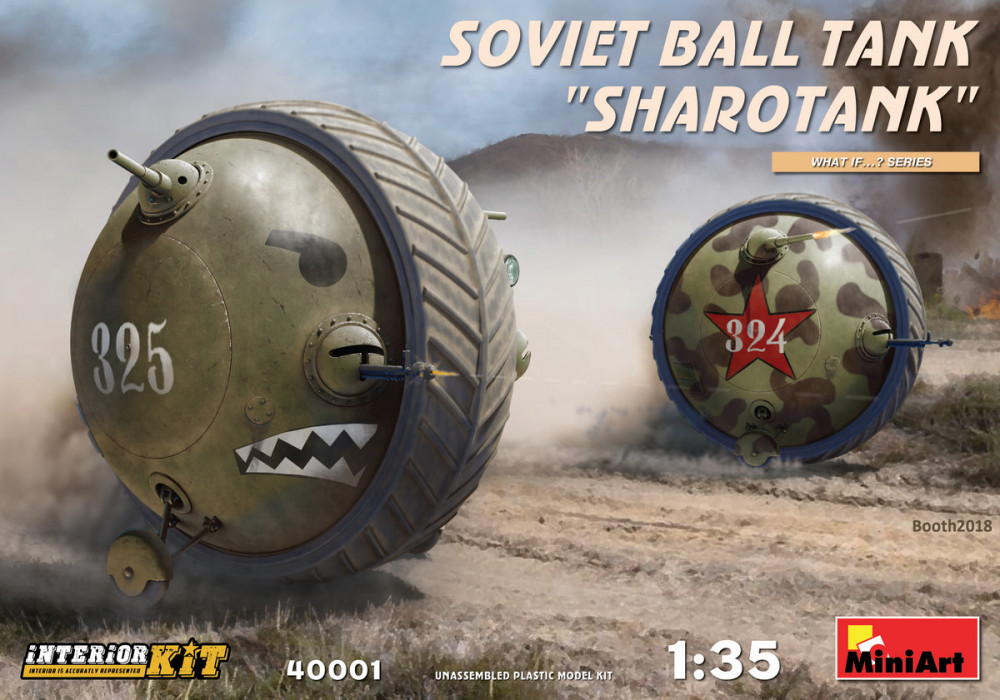 SOVIET BALL TANK
"SHAROTANK"
WHAT IF...? SERIES
325
324
Booth2018
INTERIOR KIT
INTERIOR IS ACCURATELY REPRESENTED
40001
UNASSEMBLED PLASTIC MODEL KIT
1:35
MiniArt